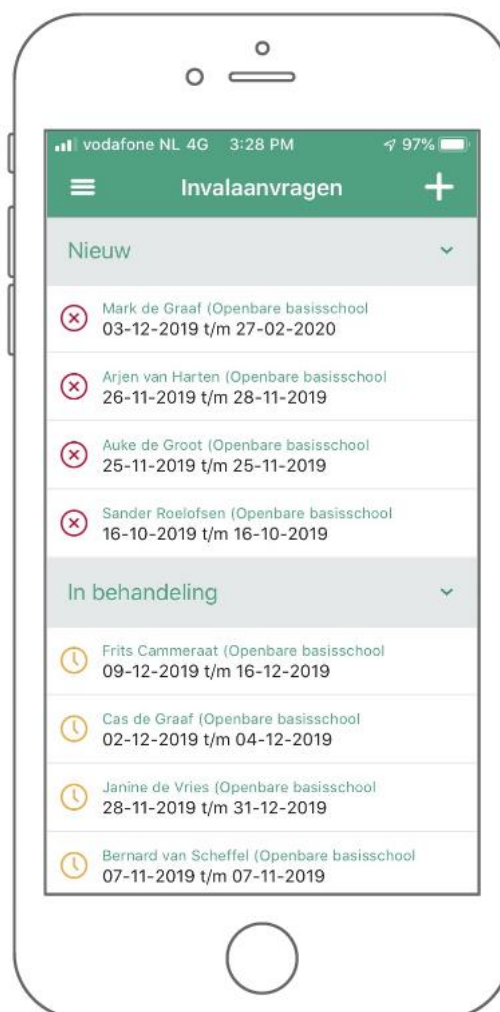 vodafone NL 4G 3:28 PM 97%
Invalaanvragen
Nieuw
Mark de Graaf (Openbare basisschool
03-12-2019 t/m 27-02-2020
Arjen van Harten (Openbare basisschool
26-11-2019 t/m 28-11-2019
Auke de Groot (Openbare basisschool
25-11-2019 t/m 25-11-2019
Sander Roelofsen (Openbare basisschool
16-10-2019 t/m 16-10-2019
In behandeling
Frits Cammeraat (Openbare basisschool
09-12-2019 t/m 16-12-2019
Cas de Graaf (Openbare basisschool
02-12-2019 t/m 04-12-2019
Janine de Vries (Openbare basisschool
28-11-2019 t/m 31-12-2019
Bernard van Scheffel (Openbare basisschool
07-11-2019 t/m 07-11-2019